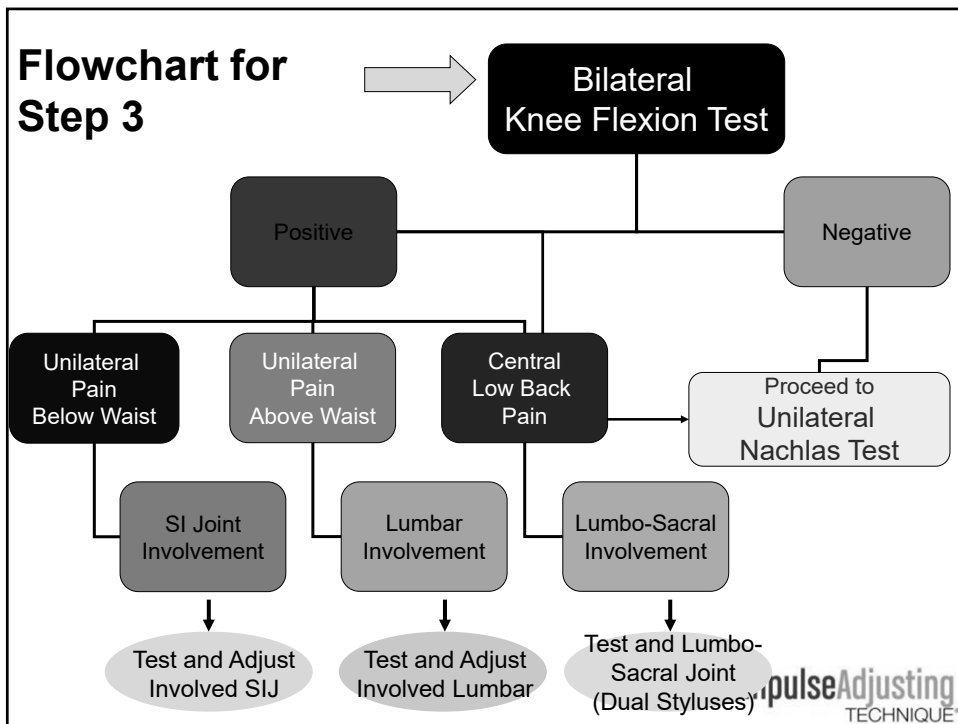 Flowchart for
Step 3
Bilateral
Knee Flexion Test
Positive
Negative
Unilateral
Pain
Below Waist
Unilateral
Pain
Above Waist
Central
Low Back
Pain
Proceed to
Unilateral
Nachlas Test
SI Joint
Involvement
Lumbar
Involvement
Lumbo-Sacral
Involvement
Test and Adjust
Involved SIJ
Test and Adjust
Involved Lumbar
Test and Lumbo-
Sacral Joint
(Dual Styluses)
mpulseAdjusting
TECHNIQUE®